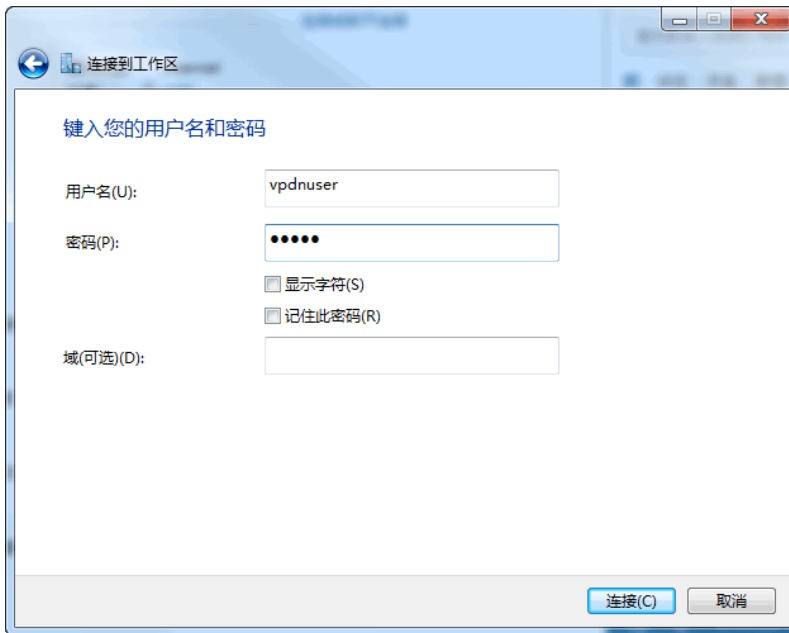 连接到工作区
键入您的用户名和密码
用户名(U): vpdnuser
密码(P): •••••
显示字符(S)
记住此密码(R)
域(可选)(D):
连接(C) 取消